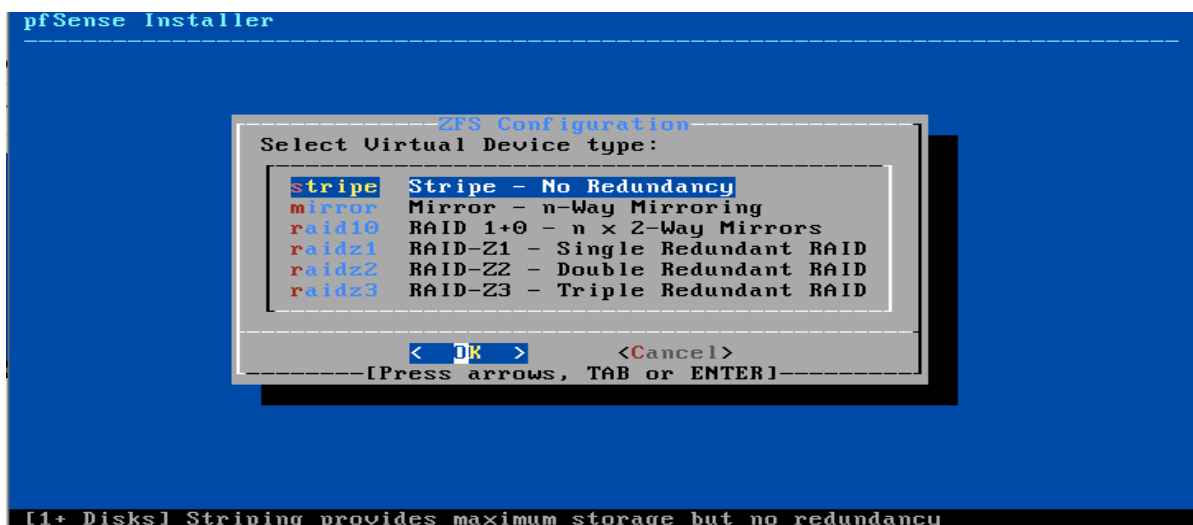 pfSense Installer
ZFS Configuration
Select Virtual Device type:
stripe Stripe - No Redundancy
mirror Mirror - n-Way Mirroring
raid10 RAID 1+0 - n x 2-Way Mirrors
raidz1 RAID-Z1 - Single Redundant RAID
raidz2 RAID-Z2 - Double Redundant RAID
raidz3 RAID-Z3 - Triple Redundant RAID
< OK > <Cancel>
[Press arrows, TAB or ENTER]
[1+ Disks] Striping provides maximum storage but no redundancy